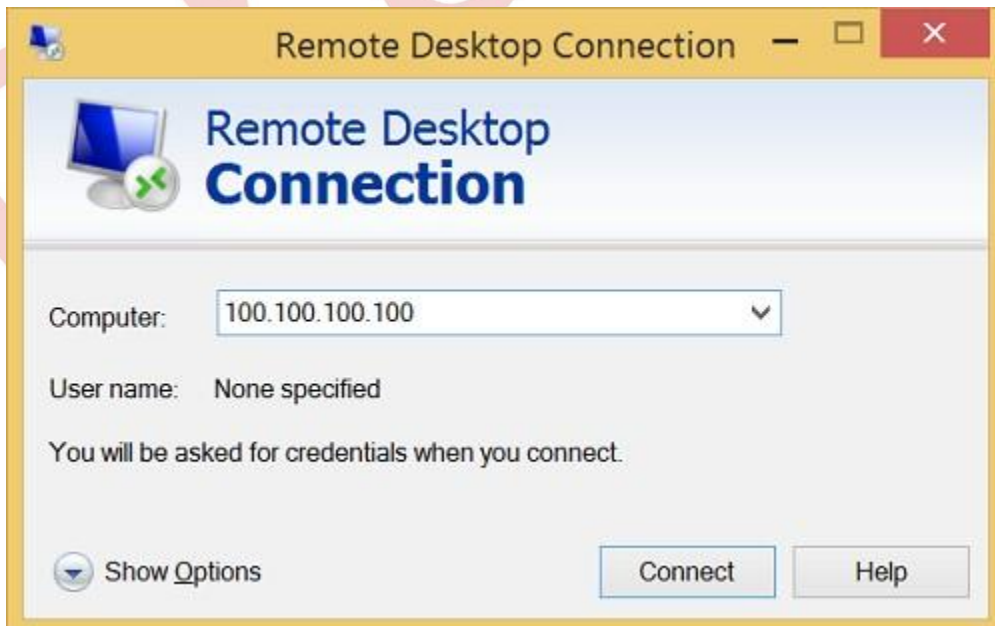 Remote Desktop Connection
Remote Desktop
Connection
Computer: 100.100.100.100
User name: None specified
You will be asked for credentials when you connect.
Show Options Connect Help